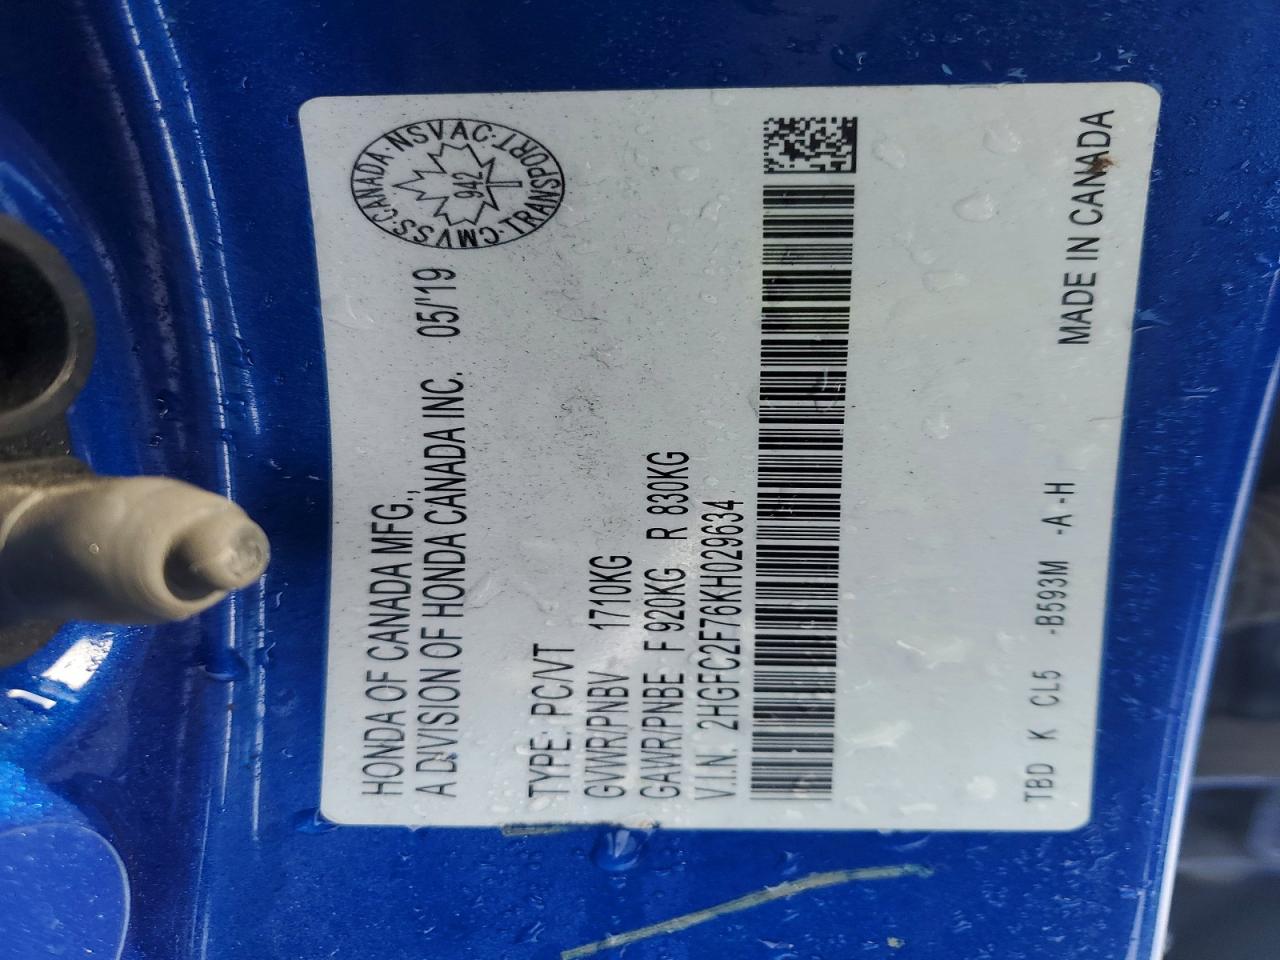 HONDA OF CANADA MFG.,
A DIVISION OF HONDA CANADA INC. 05/'19
CANADA·NSVAC·TRANSPORT·CMVSS·
942
TYPE: PC/VT
GVWR/PNBV 1710KG
GAWR/PNBE F 920KG R 830KG
V.I.N. 2HGFC2F76KH029634
TBD K CL5 -B593M -A -H
MADE IN CANADA